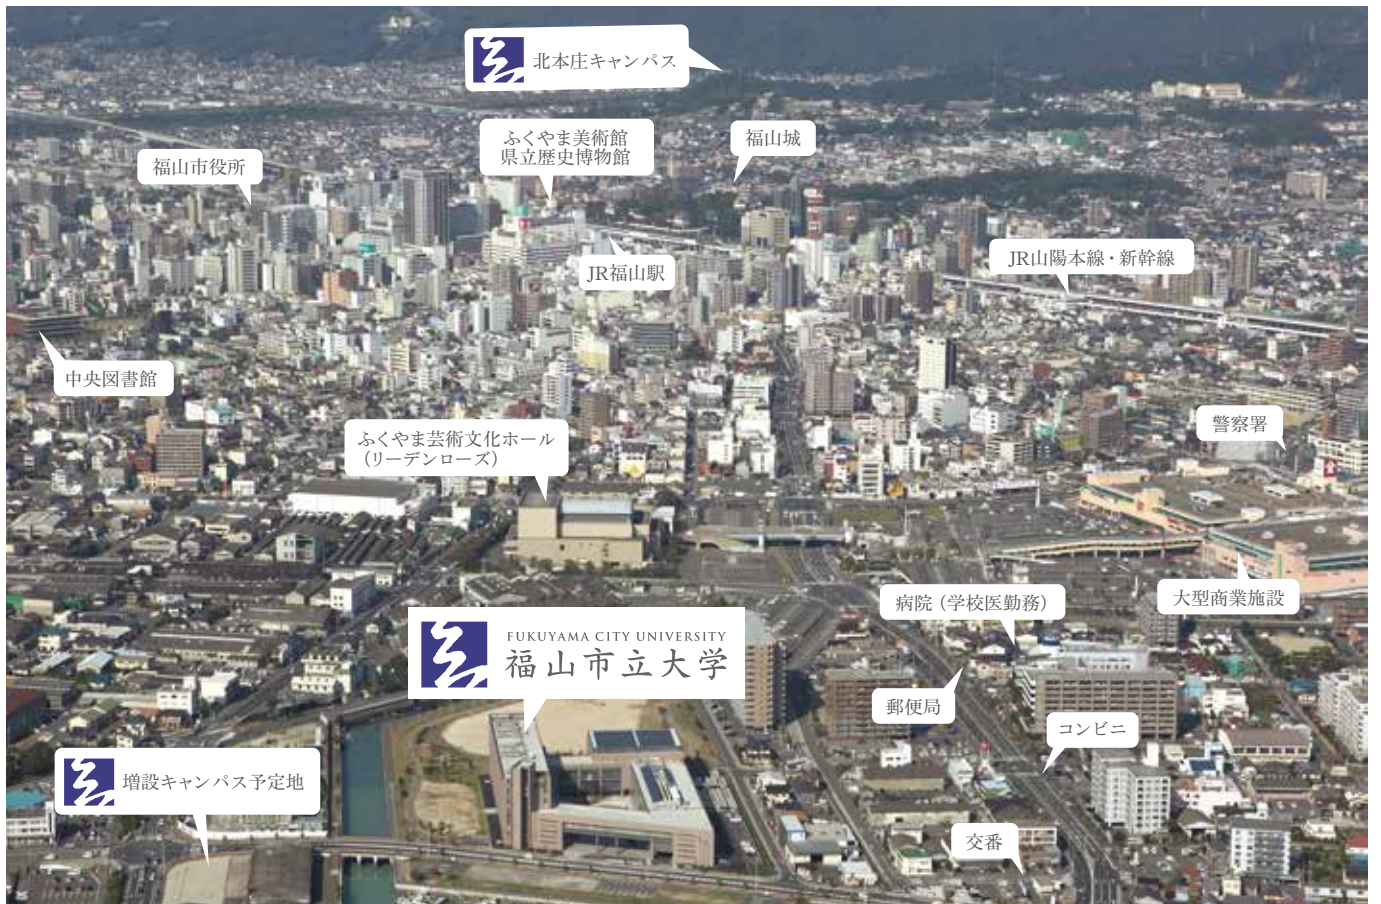 北本庄キャンパス
ふくやま美術館
県立歴史博物館
福山城
福山市役所
JR福山駅
JR山陽本線・新幹線
中央図書館
警察署
ふくやま芸術文化ホール
（リーデンローズ）
大型商業施設
病院（学校医勤務）
FUKUYAMA CITY UNIVERSITY
福山市立大学
郵便局
コンビニ
増設キャンパス予定地
交番